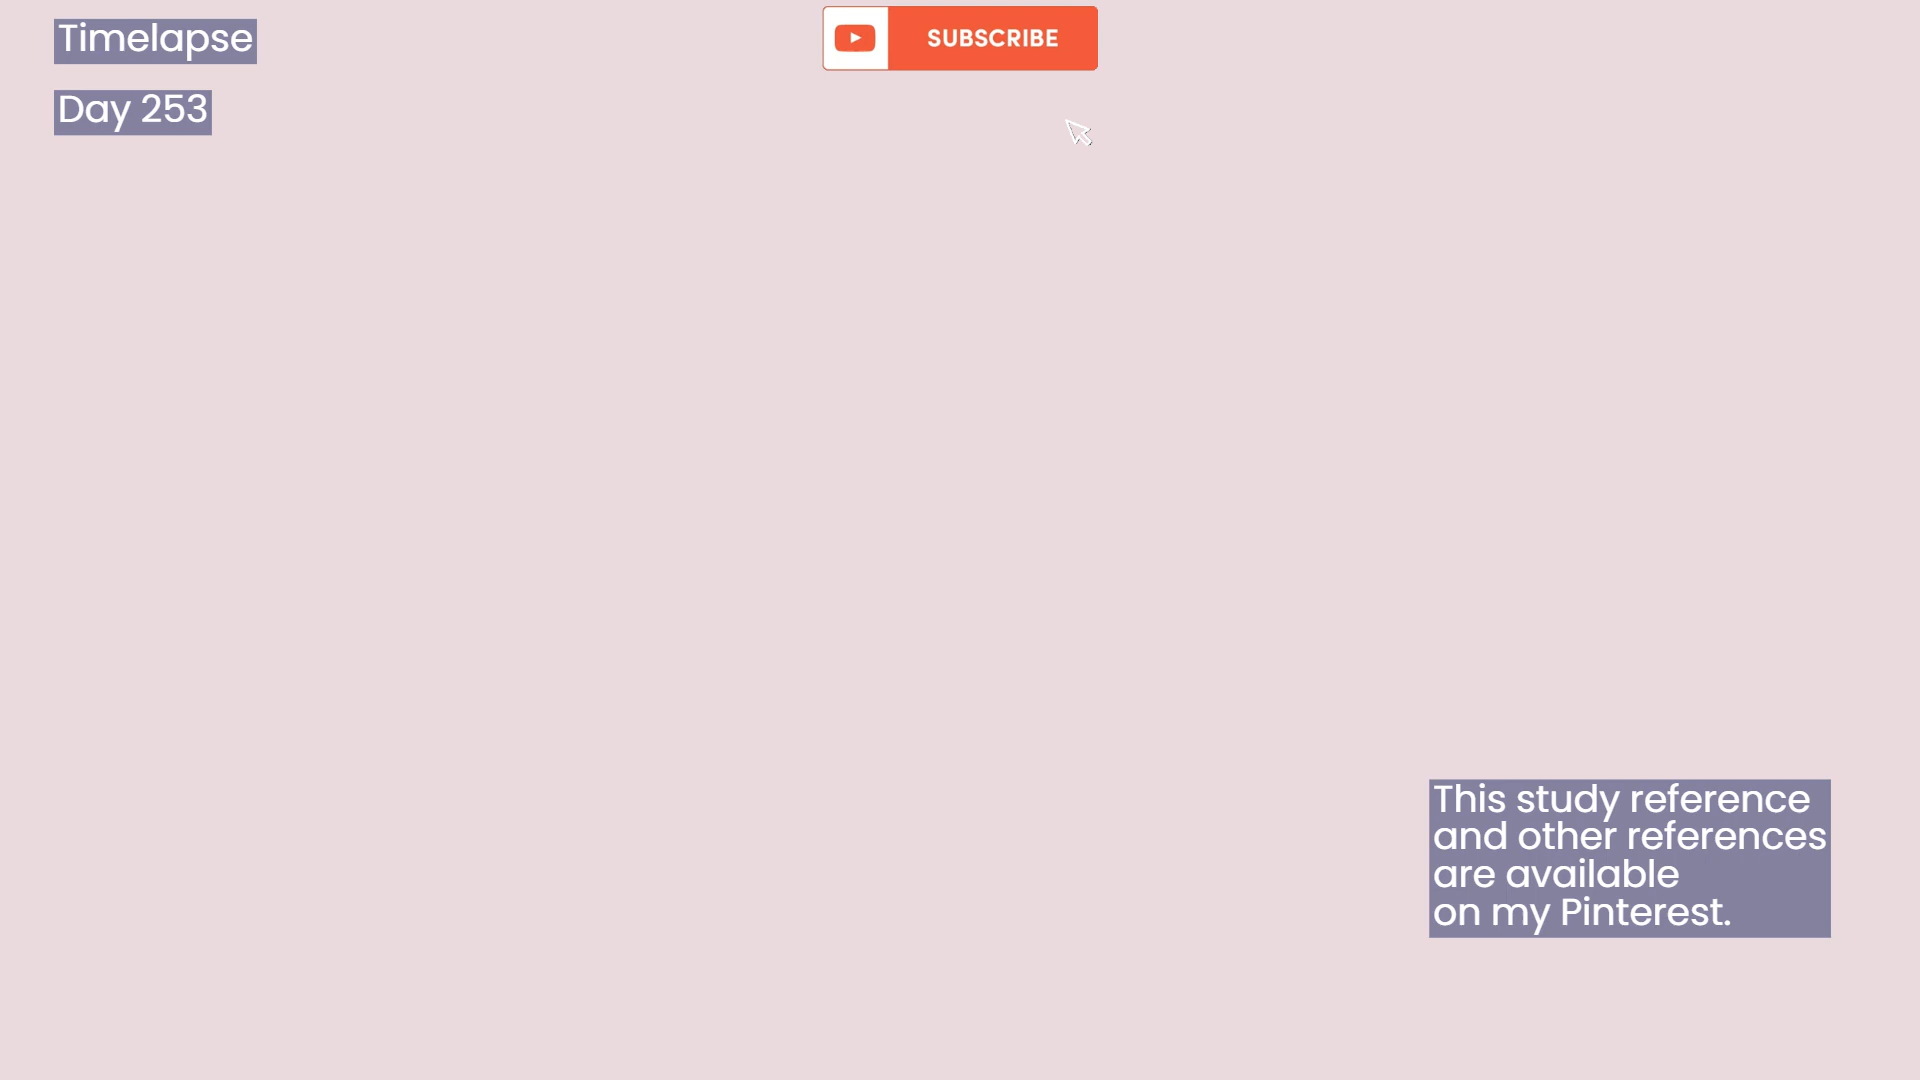 Timelapse
SUBSCRIBE
Day 253
This study reference
and other references
are available
on my Pinterest.